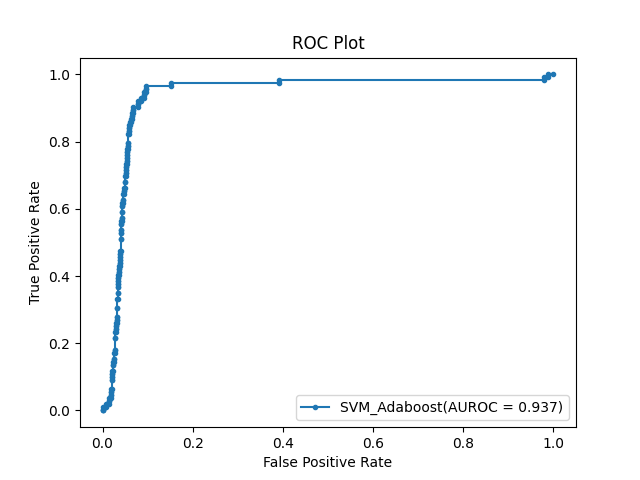 ROC Plot
1.0
0.8
0.6
0.4
0.2
0.0
True Positive Rate
SVM_Adaboost(AUROC = 0.937)
0.0 0.2 0.4 0.6 0.8 1.0
False Positive Rate